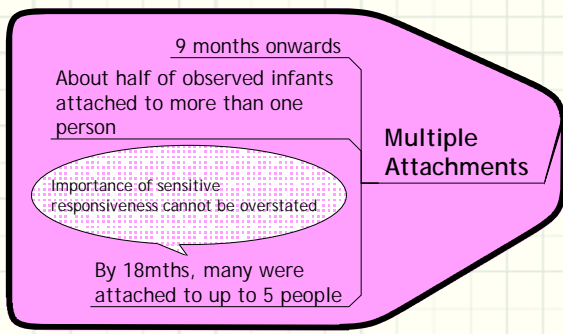 9 months onwards
About half of observed infants
attached to more than one
person
Multiple
Attachments
Importance of sensitive
responsiveness cannot be overstated
By 18mths, many were
attached to up to 5 people